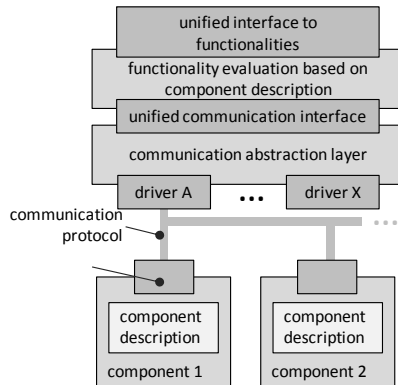 unified interface to
functionalities
functionality evaluation based on
component description
unified communication interface
communication abstraction layer
driver A ... driver X
communication
protocol
...
component
description
component 1
component
description
component 2